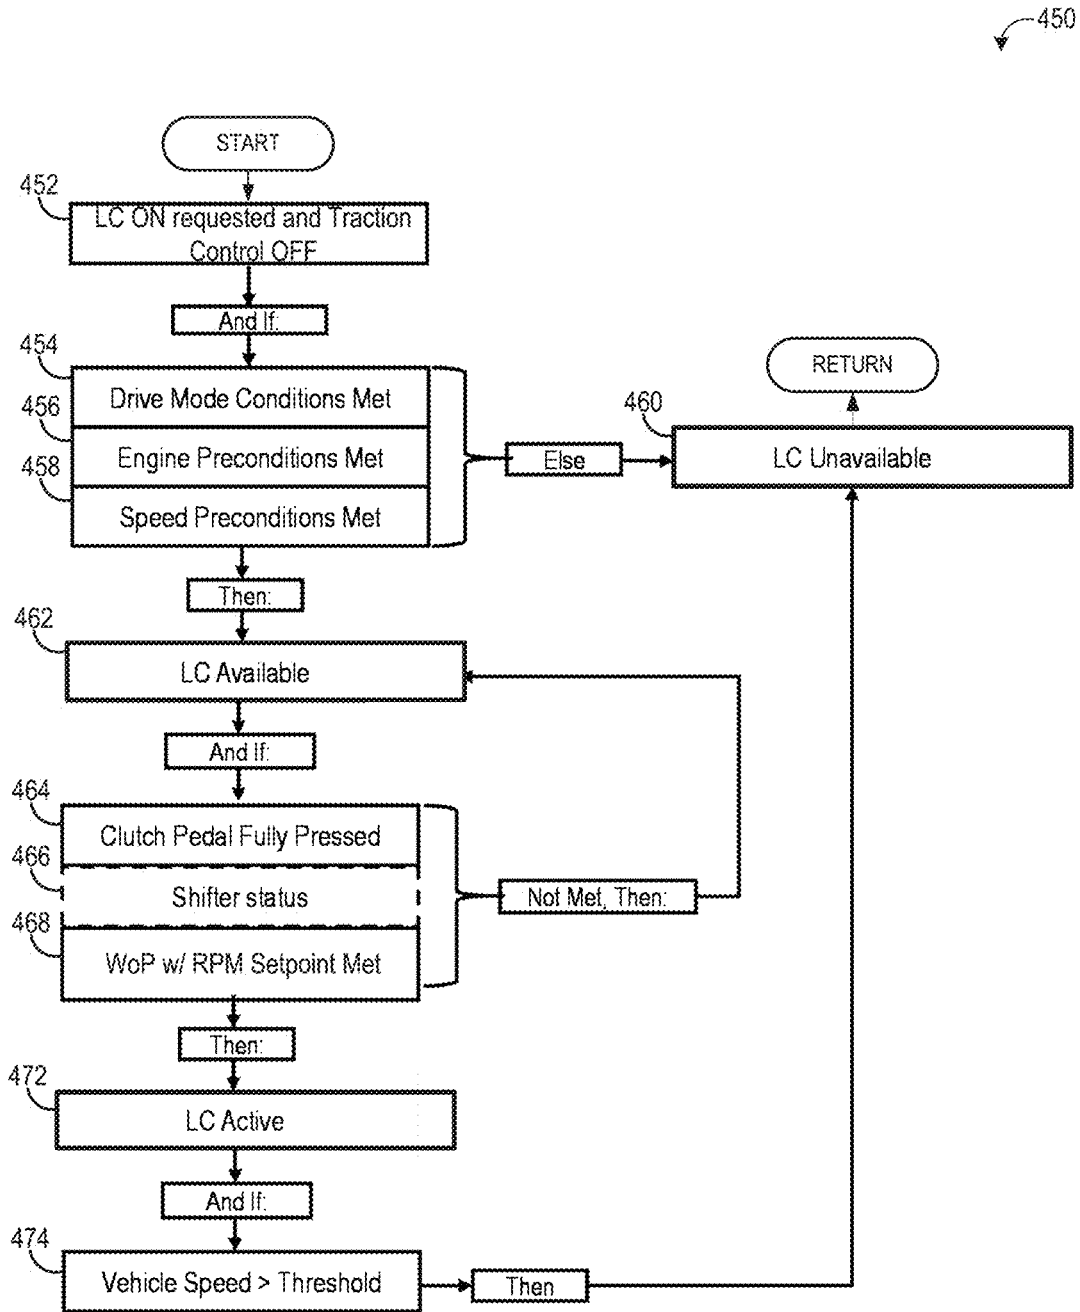 450
START
452
LC ON requested and Traction
Control OFF
And If:
454
Drive Mode Conditions Met
RETURN
456
Engine Preconditions Met
Else
460
LC Unavailable
458
Speed Preconditions Met
Then:
462
LC Available
And If:
464
Clutch Pedal Fully Pressed
466
Shifter status
Not Met, Then:
468
WoP w/ RPM Setpoint Met
Then:
472
LC Active
And If:
474
Vehicle Speed > Threshold
Then